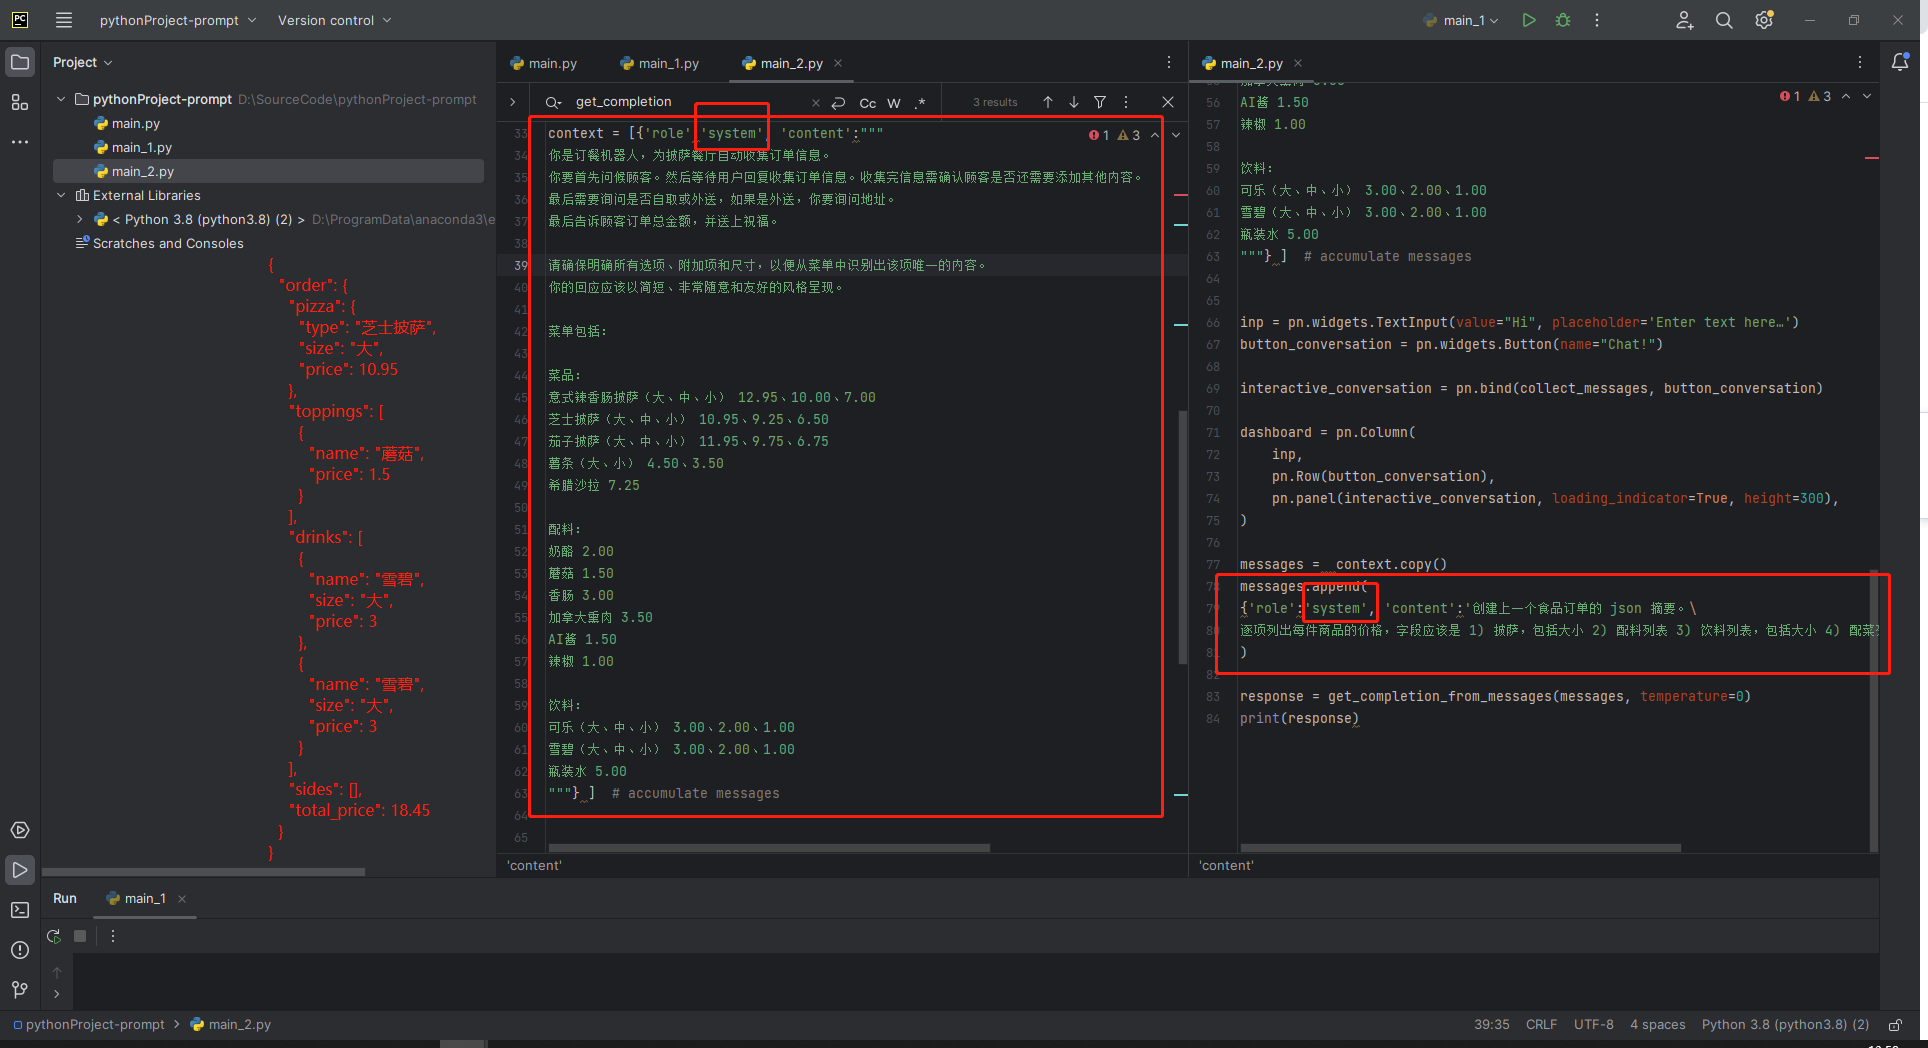 PC pythonProject-prompt Version control main_1
Project
pythonProject-prompt D:\SourceCode\pythonProject-prompt
main.py
main_1.py
main_2.py
External Libraries
< Python 3.8 (python3.8) (2) > D:\ProgramData\anaconda3\e
Scratches and Consoles
{
"order": {
"pizza": {
"type": "芝士披萨",
"size": "大",
"price": 10.95
},
"toppings": [
{
"name": "蘑菇",
"price": 1.5
}
],
"drinks": [
{
"name": "雪碧",
"size": "大",
"price": 3
},
{
"name": "雪碧",
"size": "大",
"price": 3
}
],
"sides": [],
"total_price": 18.45
}
}
main.py main_1.py main_2.py
get_completion Cc W .* 3 results
1 3
33 context = [{'role' 'system', 'content':"""
34 你是订餐机器人，为披萨餐厅自动收集订单信息。
35 你要首先问候顾客。然后等待用户回复收集订单信息。收集完信息需确认顾客是否还需要添加其他内容。
36 最后需要询问是否自取或外送，如果是外送，你要询问地址。
37 最后告诉顾客订单总金额，并送上祝福。
38
39 请确保明确所有选项、附加项和尺寸，以便从菜单中识别出该项唯一的内容。
40 你的回应应该以简短、非常随意和友好的风格呈现。
41
42 菜单包括：
43
44 菜品：
45 意式辣香肠披萨（大、中、小） 12.95、10.00、7.00
46 芝士披萨（大、中、小） 10.95、9.25、6.50
47 茄子披萨（大、中、小） 11.95、9.75、6.75
48 薯条（大、小） 4.50、3.50
49 希腊沙拉 7.25
50
51 配料：
52 奶酪 2.00
53 蘑菇 1.50
54 香肠 3.00
55 加拿大熏肉 3.50
56 AI酱 1.50
57 辣椒 1.00
58
59 饮料：
60 可乐（大、中、小） 3.00、2.00、1.00
61 雪碧（大、中、小） 3.00、2.00、1.00
62 瓶装水 5.00
63 """} ] # accumulate messages
64
65
'content'
main_2.py
1 3
56 AI酱 1.50
57 辣椒 1.00
58
59 饮料：
60 可乐（大、中、小） 3.00、2.00、1.00
61 雪碧（大、中、小） 3.00、2.00、1.00
62 瓶装水 5.00
63 """} ] # accumulate messages
64
65
66 inp = pn.widgets.TextInput(value="Hi", placeholder='Enter text here…')
67 button_conversation = pn.widgets.Button(name="Chat!")
68
69 interactive_conversation = pn.bind(collect_messages, button_conversation)
70
71 dashboard = pn.Column(
72 inp,
73 pn.Row(button_conversation),
74 pn.panel(interactive_conversation, loading_indicator=True, height=300),
75 )
76
77 messages = context.copy()
78 messages.append(
79 {'role':'system', 'content':'创建上一个食品订单的 json 摘要。\
80 逐项列出每件商品的价格，字段应该是 1) 披萨，包括大小 2) 配料列表 3) 饮料列表，包括大小 4) 配菜
81 )
82
83 response = get_completion_from_messages(messages, temperature=0)
84 print(response)
'content'
Run main_1
pythonProject-prompt > main_2.py
39:35 CRLF UTF-8 4 spaces Python 3.8 (python3.8) (2)